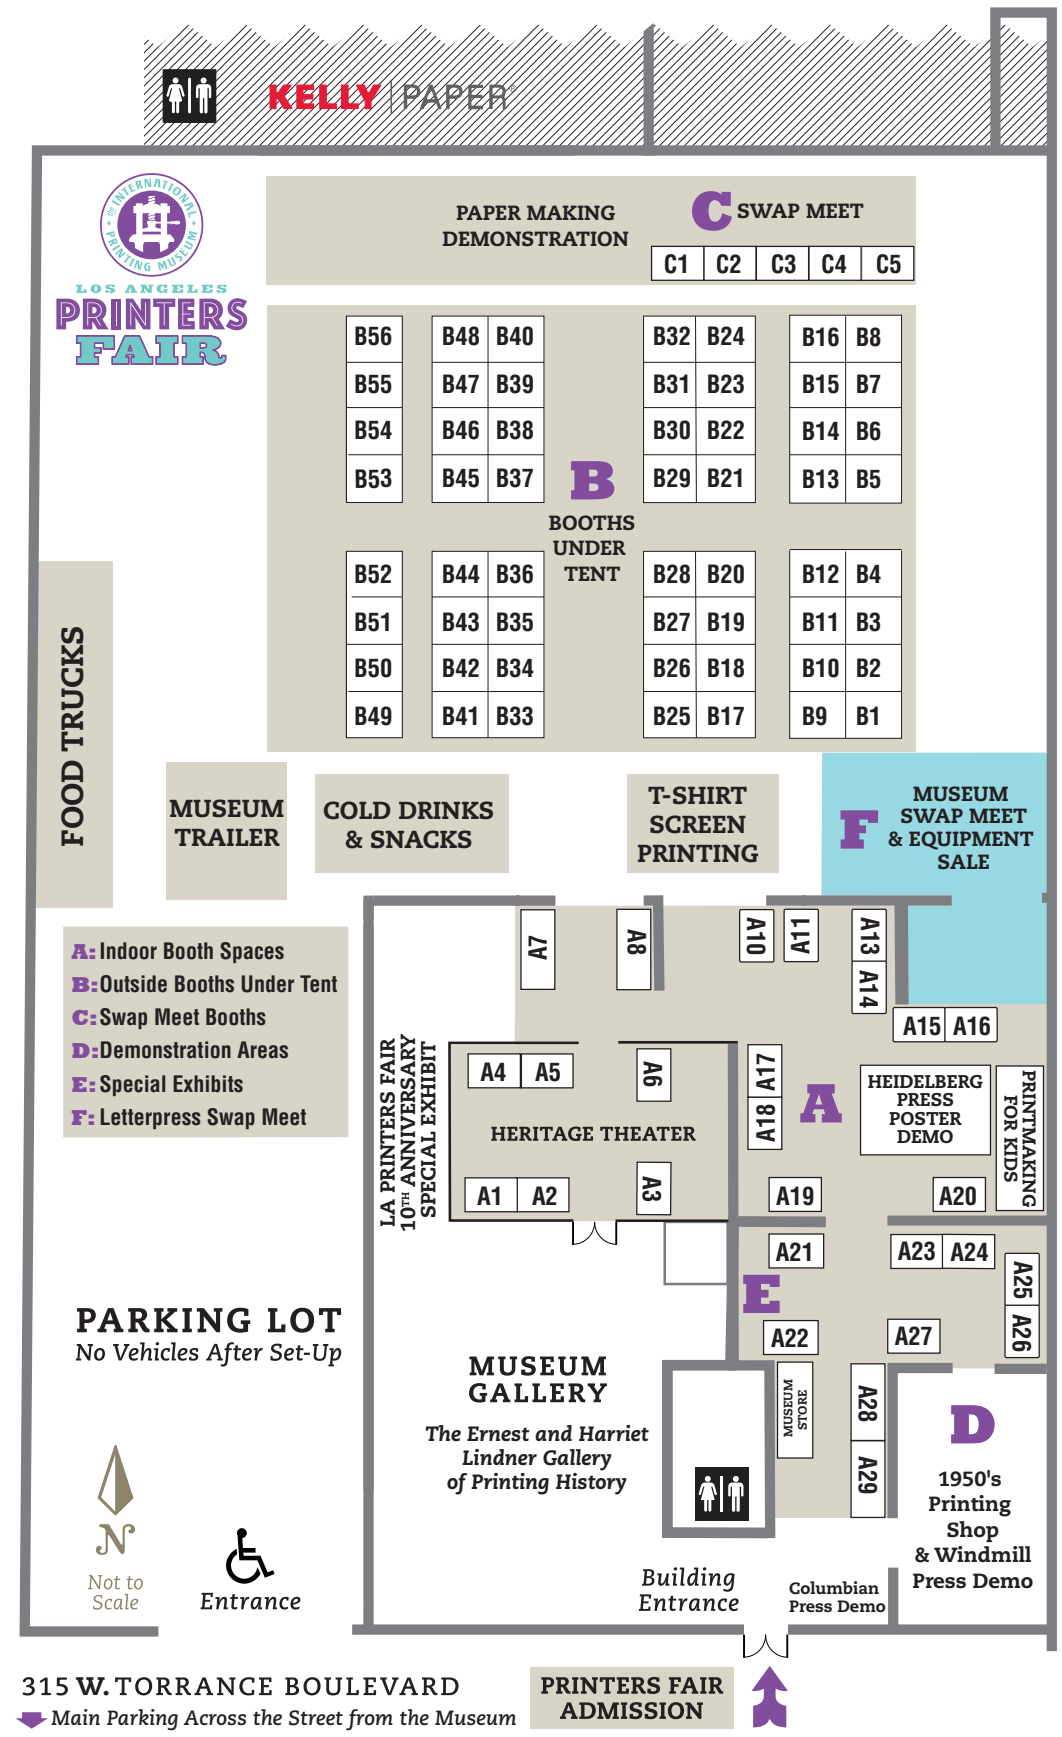 KELLY PAPER®
the INTERNATIONAL
PRINTING MUSEUM
LOS ANGELES
PRINTERS
FAIR
PAPER MAKING
DEMONSTRATION
C SWAP MEET
C1 C2 C3 C4 C5
B56 B48 B40 B32 B24 B16 B8
B55 B47 B39 B31 B23 B15 B7
B54 B46 B38 B30 B22 B14 B6
B53 B45 B37 B29 B21 B13 B5
B
BOOTHS
UNDER
TENT
B52 B44 B36 B28 B20 B12 B4
B51 B43 B35 B27 B19 B11 B3
B50 B42 B34 B26 B18 B10 B2
B49 B41 B33 B25 B17 B9 B1
FOOD TRUCKS
MUSEUM
TRAILER
COLD DRINKS
& SNACKS
T-SHIRT
SCREEN
PRINTING
F
MUSEUM
SWAP MEET
& EQUIPMENT
SALE
A: Indoor Booth Spaces
B: Outside Booths Under Tent
C: Swap Meet Booths
D: Demonstration Areas
E: Special Exhibits
F: Letterpress Swap Meet
A7 A8 A10 A11 A13
A14
A15 A16
LA PRINTERS FAIR
10TH ANNIVERSARY
SPECIAL EXHIBIT
A4 A5 A6
HERITAGE THEATER
A1 A2 A3
A17
A18
A
HEIDELBERG
PRESS
POSTER
DEMO
PRINTMAKING
FOR KIDS
A19 A20
A21 A23 A24
A25
A26
E
A22 A27
MUSEUM
STORE
A28
A29
PARKING LOT
No Vehicles After Set-Up
MUSEUM
GALLERY
The Ernest and Harriet
Lindner Gallery
of Printing History
D
1950's
Printing
Shop
& Windmill
Press Demo
N
Not to
Scale
Entrance
Building
Entrance
Columbian
Press Demo
315 W. TORRANCE BOULEVARD
Main Parking Across the Street from the Museum
PRINTERS FAIR
ADMISSION